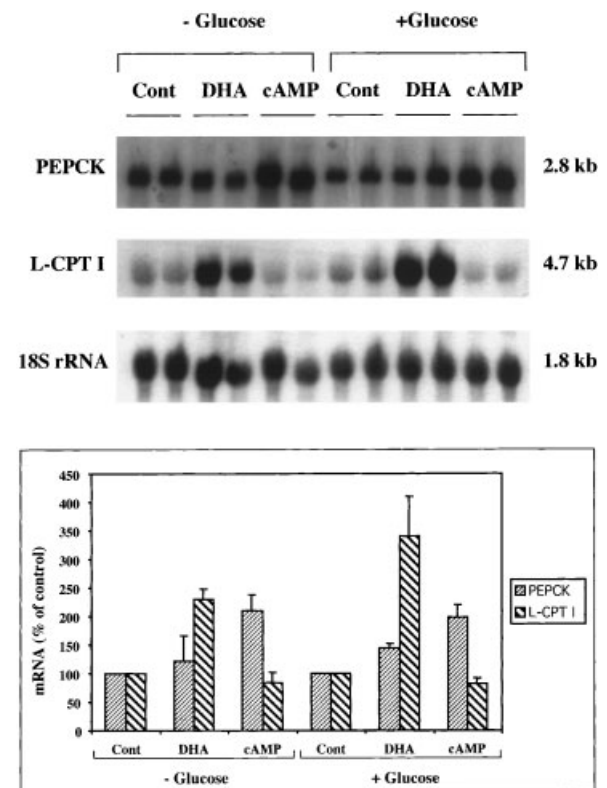 - Glucose +Glucose
Cont DHA cAMP Cont DHA cAMP
PEPCK 2.8 kb
L-CPT I 4.7 kb
18S rRNA 1.8 kb
450
400
350
300
250
200
150
100
50
0
mRNA (% of control)
PEPCK
L-CPT I
Cont DHA cAMP Cont DHA cAMP
- Glucose + Glucose